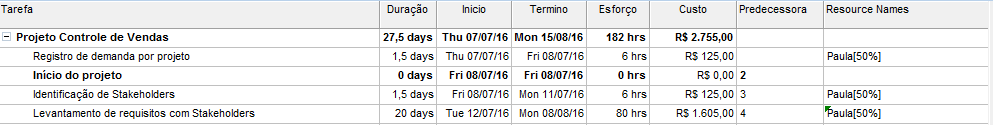 Tarefa Duração Inicio Termino Esforço Custo Predecessora Resource Names
Projeto Controle de Vendas 27,5 days Thu 07/07/16 Mon 15/08/16 182 hrs R$ 2.755,00
Registro de demanda por projeto 1,5 days Thu 07/07/16 Fri 08/07/16 6 hrs R$ 125,00 Paula[50%]
Início do projeto 0 days Fri 08/07/16 Fri 08/07/16 0 hrs R$ 0,00 2
Identificação de Stakeholders 1,5 days Fri 08/07/16 Mon 11/07/16 6 hrs R$ 125,00 3 Paula[50%]
Levantamento de requisitos com Stakeholders 20 days Tue 12/07/16 Mon 08/08/16 80 hrs R$ 1.605,00 4 Paula[50%]